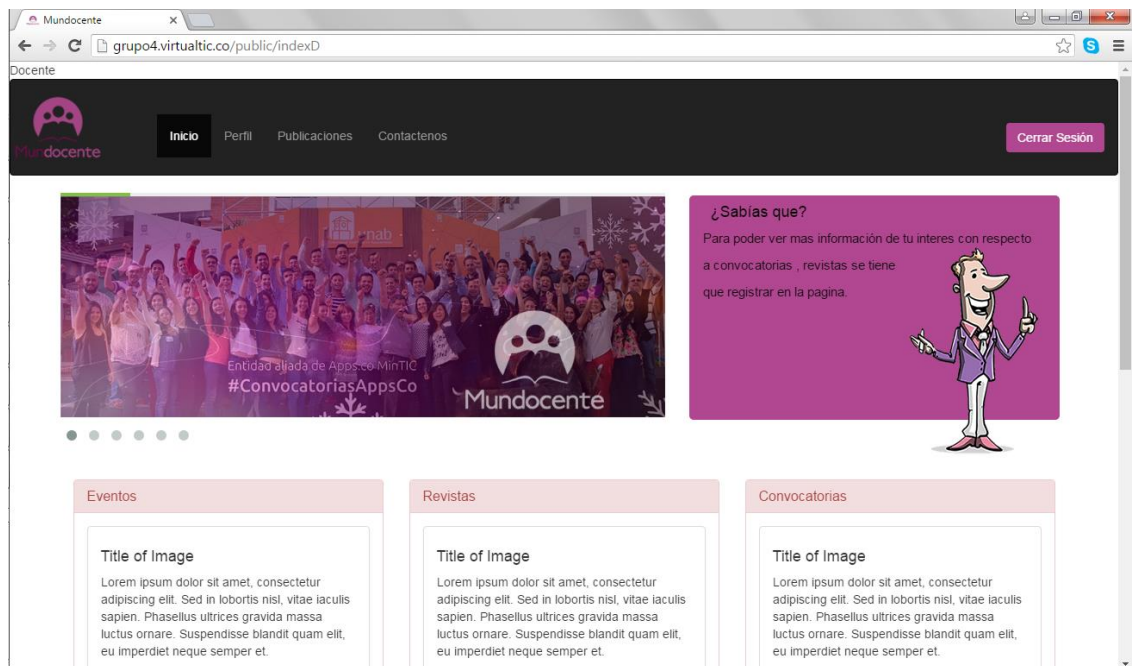 Mundocente
grupo4.virtualtic.co/public/indexD
Docente
Mundocente
Inicio
Perfil
Publicaciones
Contactenos
Cerrar Sesión
unab
Entidad aliada de Apps.co MinTIC
#ConvocatoriasAppsCo
Mundocente
¿Sabías que?
Para poder ver mas información de tu interes con respecto
a convocatorias , revistas se tiene
que registrar en la pagina.
Eventos
Title of Image
Lorem ipsum dolor sit amet, consectetur
adipiscing elit. Sed in lobortis nisl, vitae iaculis
sapien. Phasellus ultrices gravida massa
luctus ornare. Suspendisse blandit quam elit,
eu imperdiet neque semper et.
Revistas
Title of Image
Lorem ipsum dolor sit amet, consectetur
adipiscing elit. Sed in lobortis nisl, vitae iaculis
sapien. Phasellus ultrices gravida massa
luctus ornare. Suspendisse blandit quam elit,
eu imperdiet neque semper et.
Convocatorias
Title of Image
Lorem ipsum dolor sit amet, consectetur
adipiscing elit. Sed in lobortis nisl, vitae iaculis
sapien. Phasellus ultrices gravida massa
luctus ornare. Suspendisse blandit quam elit,
eu imperdiet neque semper et.